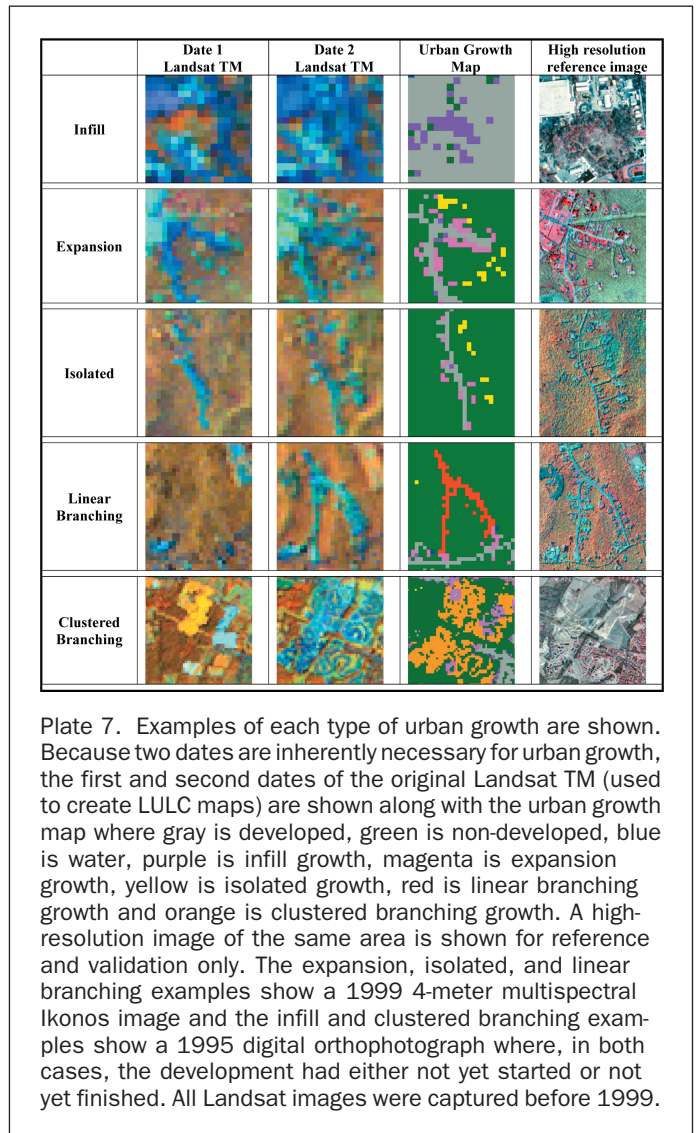 Date 1 Date 2 Urban Growth High resolution
Landsat TM Landsat TM Map reference image
Infill
Expansion
Isolated
Linear
Branching
Clustered
Branching
Plate 7. Examples of each type of urban growth are shown.
Because two dates are inherently necessary for urban growth,
the first and second dates of the original Landsat TM (used
to create LULC maps) are shown along with the urban growth
map where gray is developed, green is non-developed, blue
is water, purple is infill growth, magenta is expansion
growth, yellow is isolated growth, red is linear branching
growth and orange is clustered branching growth. A high-
resolution image of the same area is shown for reference
and validation only. The expansion, isolated, and linear
branching examples show a 1999 4-meter multispectral
Ikonos image and the infill and clustered branching exam-
ples show a 1995 digital orthophotograph where, in both
cases, the development had either not yet started or not
yet finished. All Landsat images were captured before 1999.